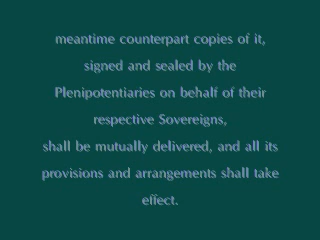 meantime counterpart copies of it,
signed and sealed by the
Plenipotentiaries on behalf of their
respective Sovereigns,
shall be mutually delivered, and all its
provisions and arrangements shall take
effect.